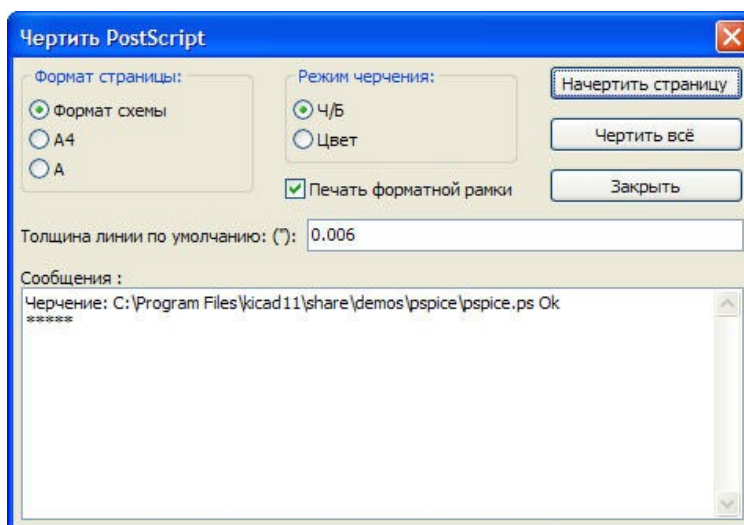 Чертить PostScript
Формат страницы:
Формат схемы
A4
A
Режим черчения:
Ч/Б
Цвет
Печать форматной рамки
Начертить страницу
Чертить всё
Закрыть
Толщина линии по умолчанию: ("): 0.006
Сообщения :
Черчение: C:\Program Files\kicad11\share\demos\pspice\pspice.ps Ok
*****